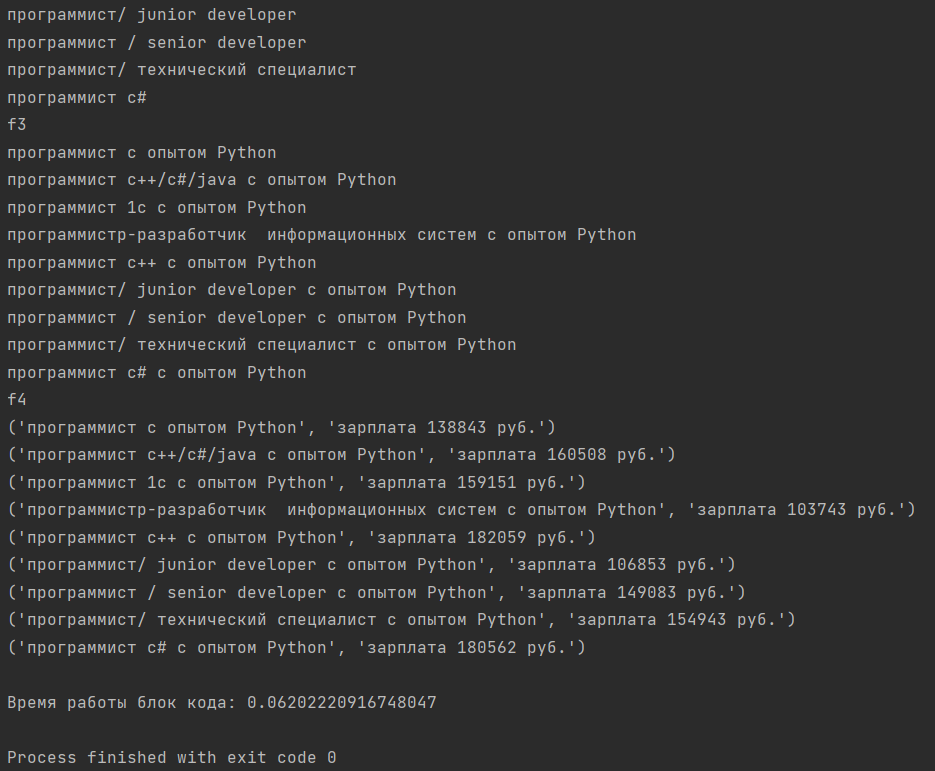 программист/ junior developer
программист / senior developer
программист/ технический специалист
программист c#
f3
программист с опытом Python
программист c++/c#/java с опытом Python
программист 1c с опытом Python
программистр-разработчик  информационных систем с опытом Python
программист c++ с опытом Python
программист/ junior developer с опытом Python
программист / senior developer с опытом Python
программист/ технический специалист с опытом Python
программист c# с опытом Python
f4
('программист с опытом Python', 'зарплата 138843 руб.')
('программист c++/c#/java с опытом Python', 'зарплата 160508 руб.')
('программист 1c с опытом Python', 'зарплата 159151 руб.')
('программистр-разработчик  информационных систем с опытом Python', 'зарплата 103743 руб.')
('программист c++ с опытом Python', 'зарплата 182059 руб.')
('программист/ junior developer с опытом Python', 'зарплата 106853 руб.')
('программист / senior developer с опытом Python', 'зарплата 149083 руб.')
('программист/ технический специалист с опытом Python', 'зарплата 154943 руб.')
('программист c# с опытом Python', 'зарплата 180562 руб.')
Время работы блок кода: 0.06202220916748047
Process finished with exit code 0